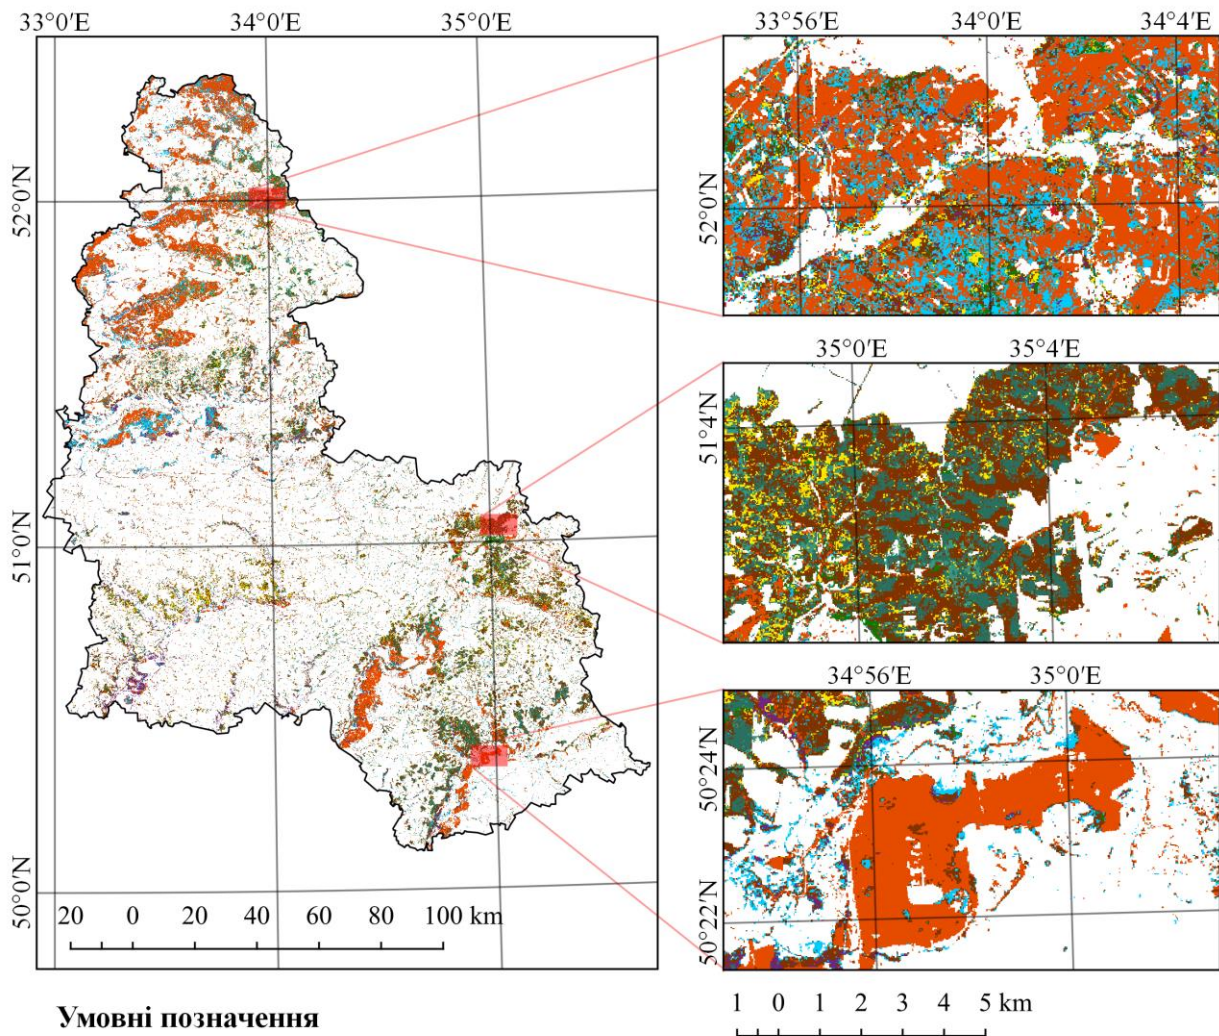 33°0′E 34°0′E 35°0′E
52°0′N
51°0′N
50°0′N
20 0 20 40 60 80 100 km
33°56′E 34°0′E 34°4′E
52°0′N
35°0′E 35°4′E
51°4′N
34°56′E 35°0′E
50°24′N
50°22′N
1 0 1 2 3 4 5 km
Умовні позначення